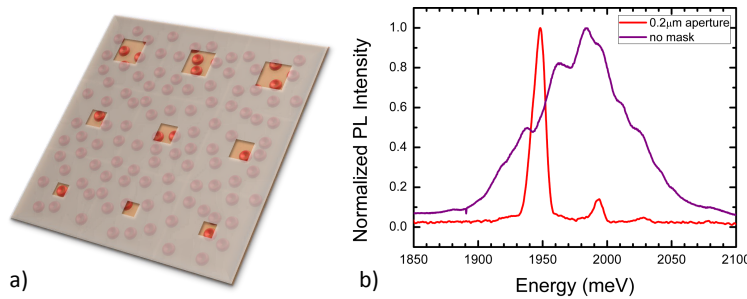 a)
b)
Normalized PL Intensity
1.0
0.8
0.6
0.4
0.2
0.0
0.2μm aperture
no mask
1850 1900 1950 2000 2050 2100
Energy (meV)